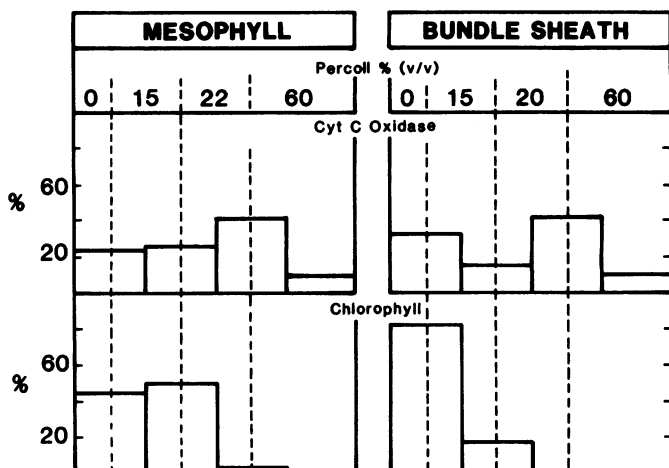 MESOPHYLL BUNDLE SHEATH
Percoll % (v/v)
0 15 22 60 0 15 20 60
Cyt C Oxidase
60
%
20
Chlorophyll
60
%
20